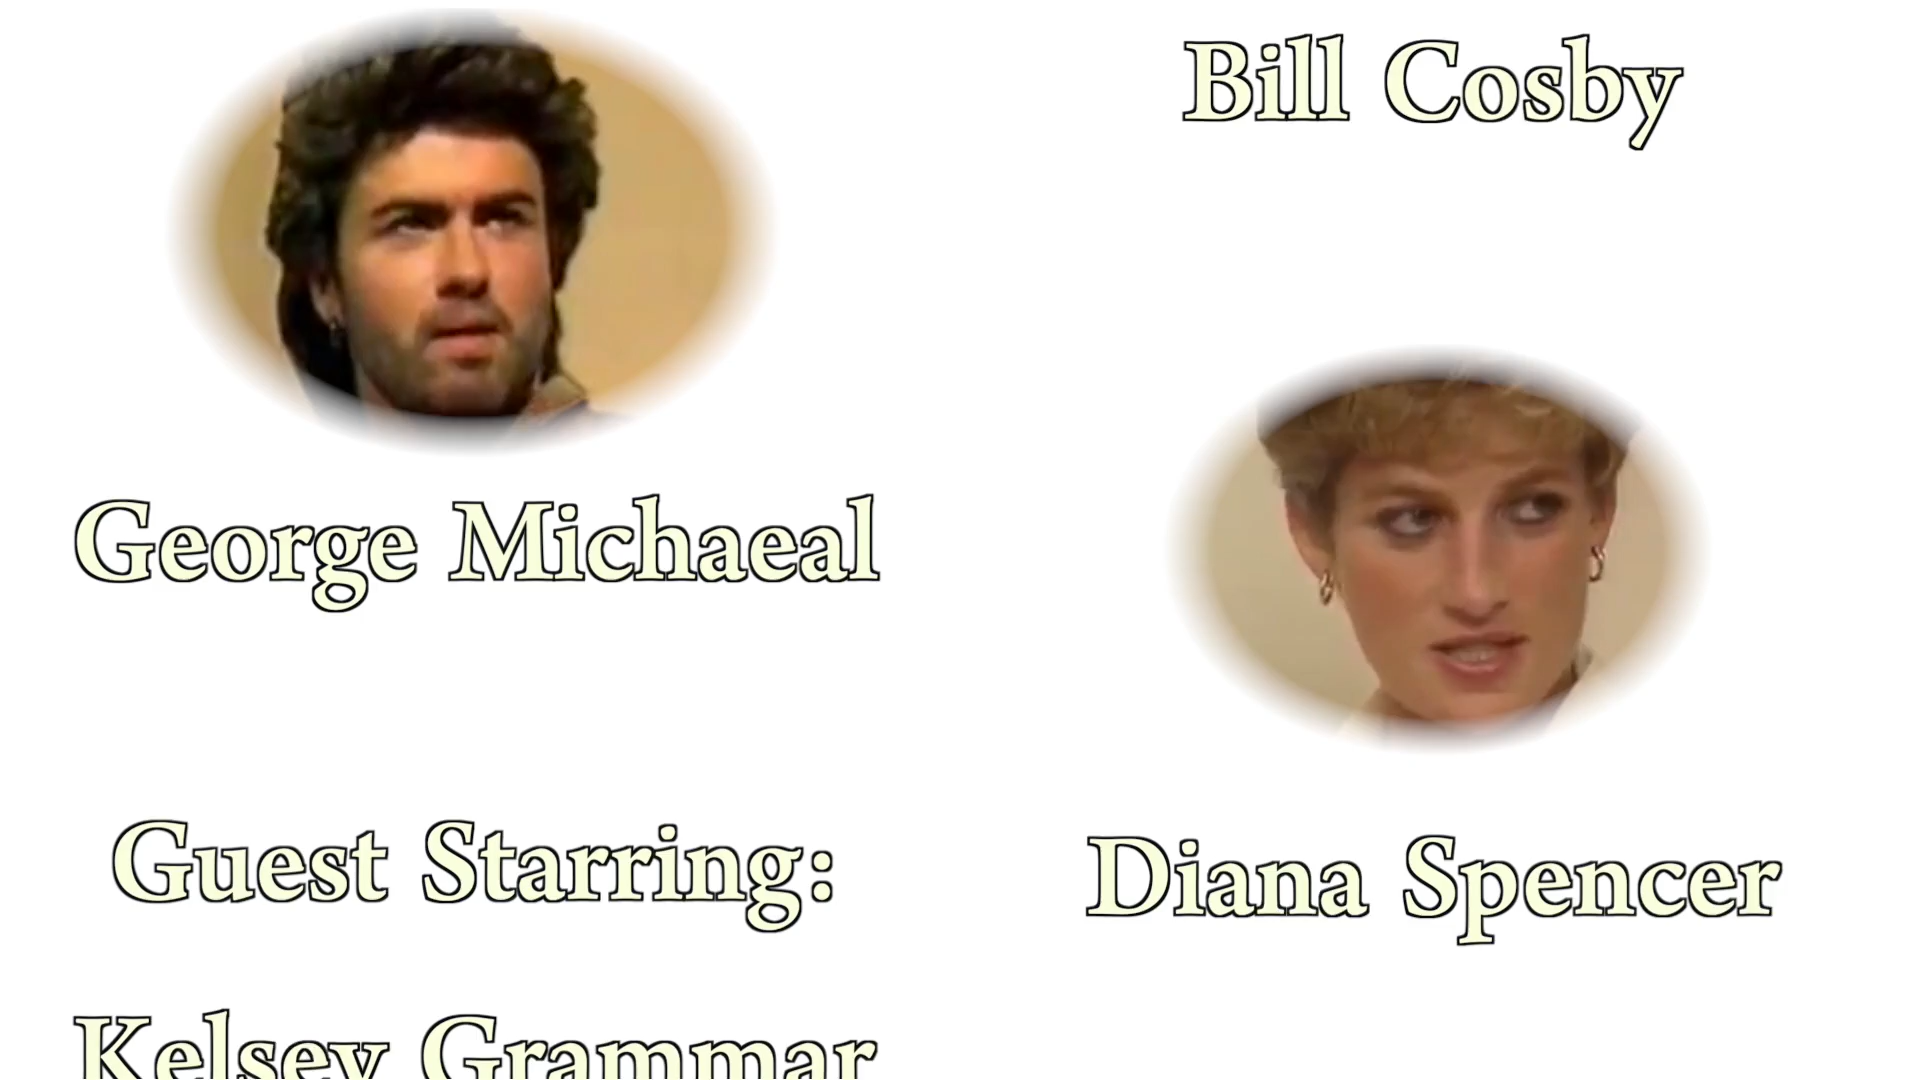 Bill Cosby
George Michaeal
Guest Starring:
Diana Spencer
Kelsey Grammar